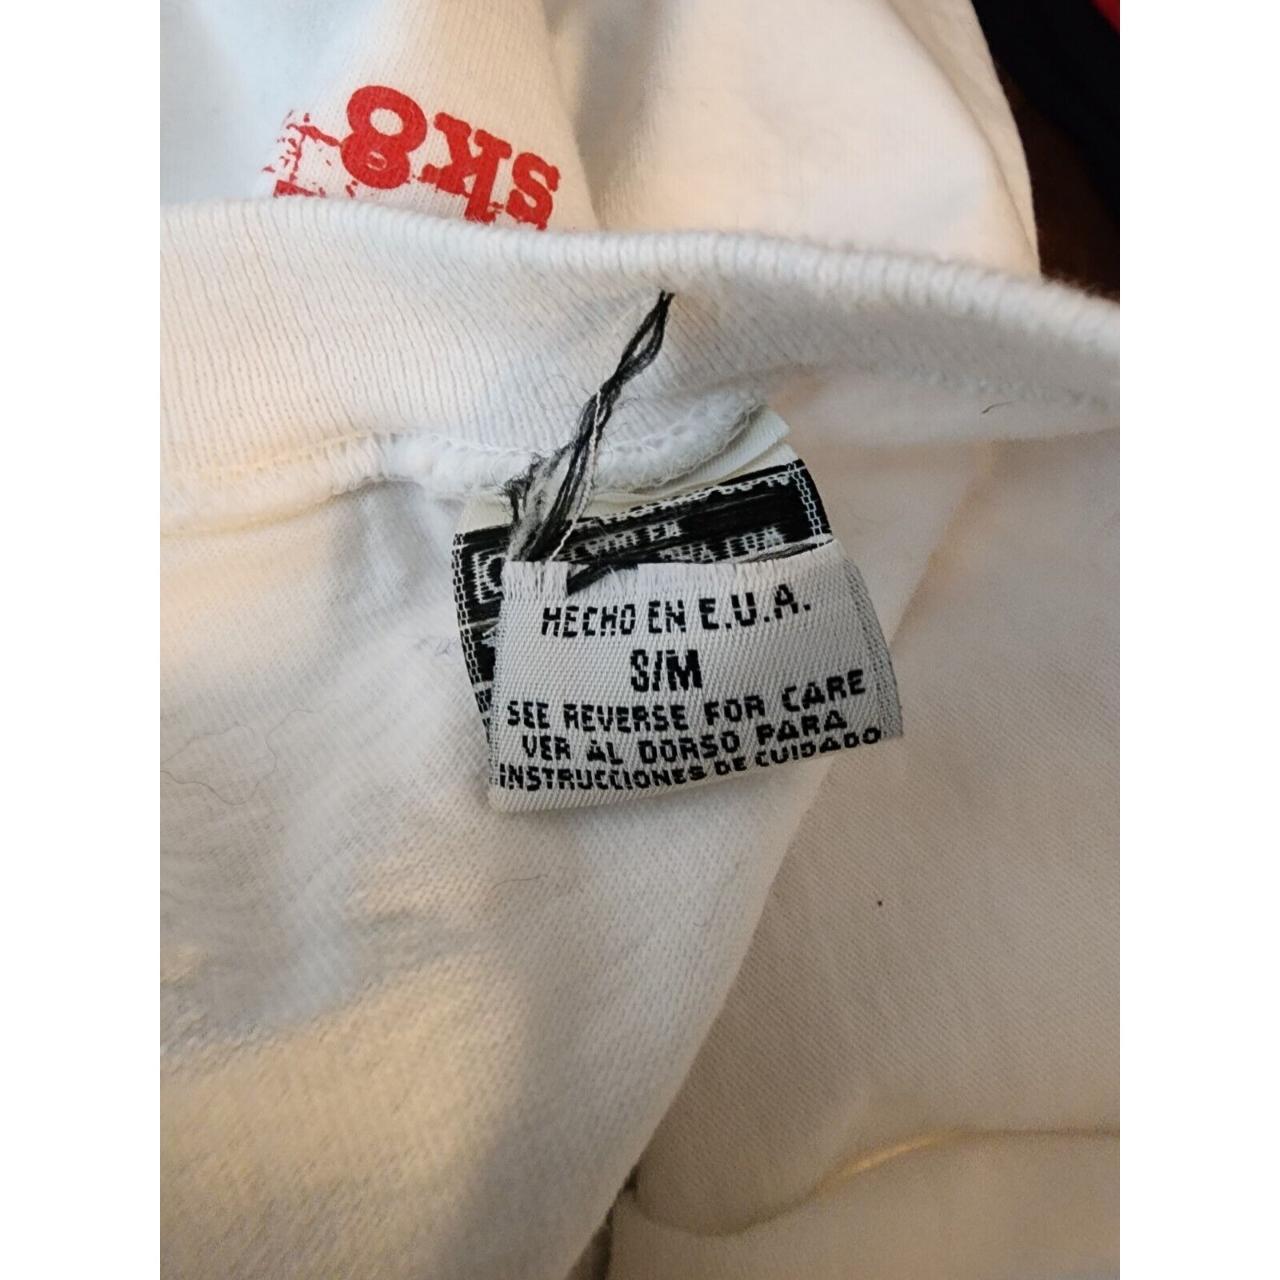 sk8
HECHO EN E.U.A.
S/M
SEE REVERSE FOR CARE
VER AL DORSO PARA
INSTRUCCIONES DE CUIDADO